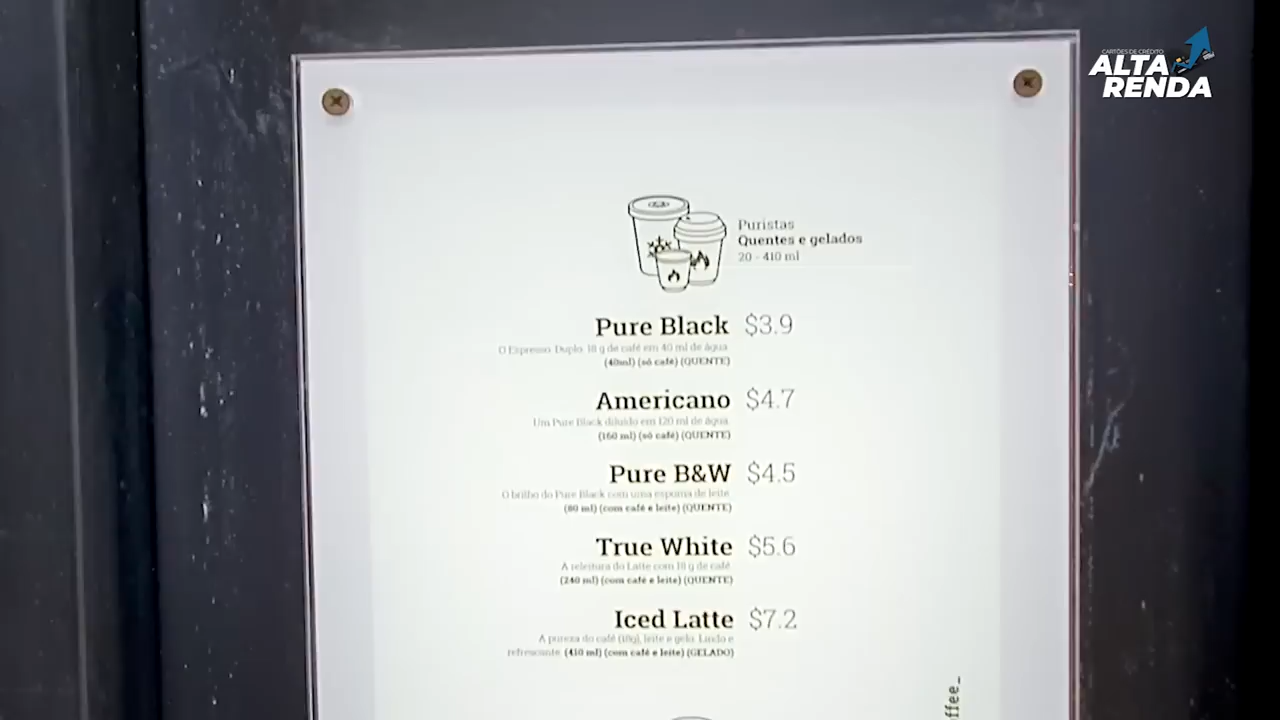 CARTÕES DE CRÉDITO
ALTA
RENDA
Puristas
Quentes e gelados
20 - 410 ml
Pure Black $3.9
O Espresso Duplo. 18 g de café em 40 ml de água.
(40ml) (só café) (QUENTE)
Americano $4.7
Um Pure Black diluído em 120 ml de água.
(160 ml) (só café) (QUENTE)
Pure B&W $4.5
O brilho do Pure Black com uma espuma de leite.
(80 ml) (com café e leite) (QUENTE)
True White $5.6
A releitura do Latte com 18 g de café.
(240 ml) (com café e leite) (QUENTE)
Iced Latte $7.2
A pureza do café (18g), leite e gelo. Lindo e
refrescante. (410 ml) (com café e leite) (GELADO)
ffee_